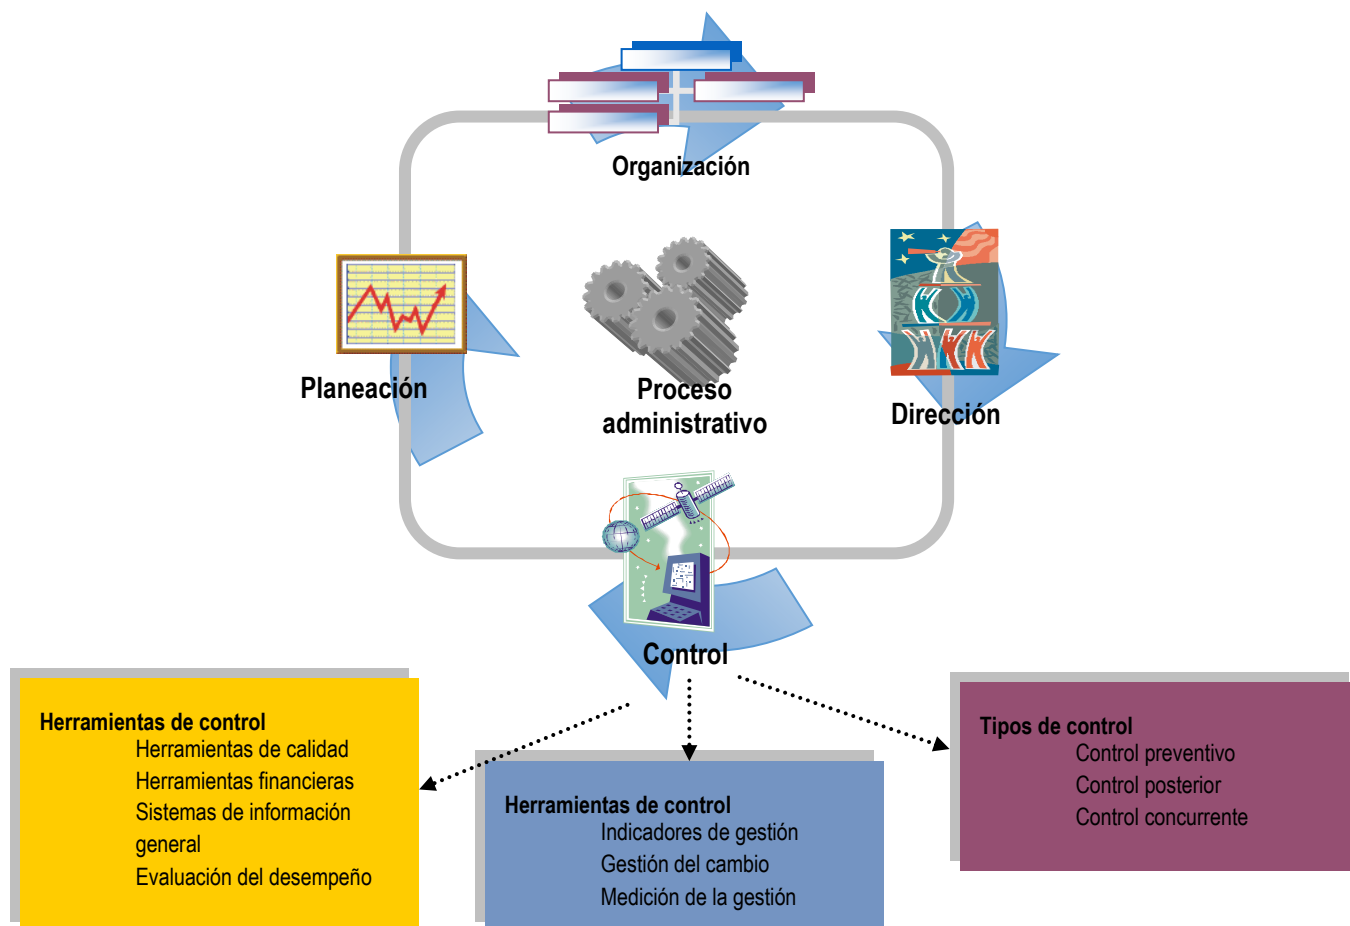 Organización
Planeación
Proceso
administrativo
Dirección
Control
Herramientas de control
Herramientas de calidad
Herramientas financieras
Sistemas de información
general
Evaluación del desempeño
Herramientas de control
Indicadores de gestión
Gestión del cambio
Medición de la gestión
Tipos de control
Control preventivo
Control posterior
Control concurrente